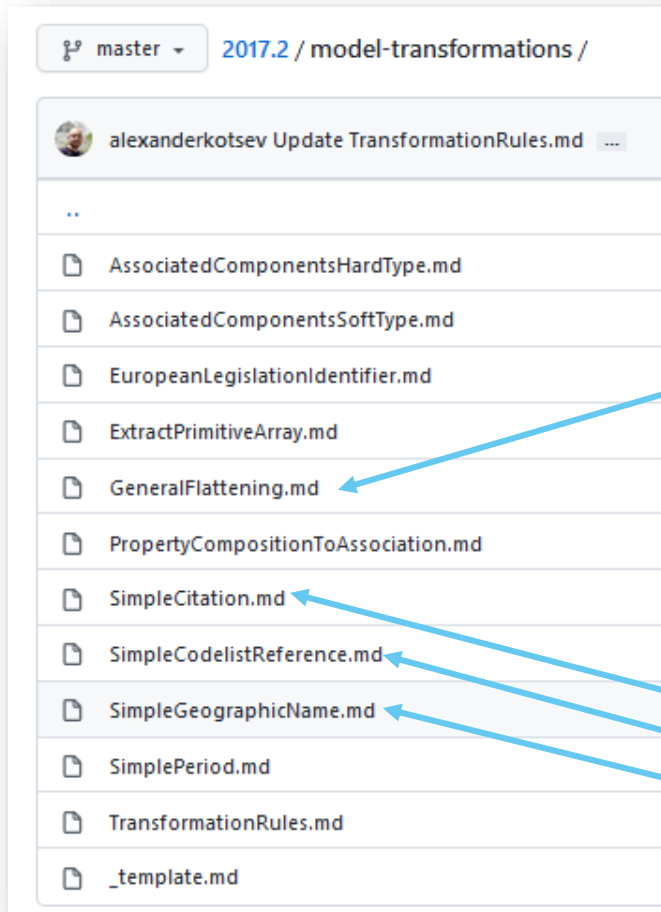 master 2017.2 / model-transformations /
alexanderkotsev Update TransformationRules.md ...
..
AssociatedComponentsHardType.md
AssociatedComponentsSoftType.md
EuropeanLegislationIdentifier.md
ExtractPrimitiveArray.md
GeneralFlattening.md
PropertyCompositionToAssociation.md
SimpleCitation.md
SimpleCodelistReference.md
SimpleGeographicName.md
SimplePeriod.md
TransformationRules.md
_template.md